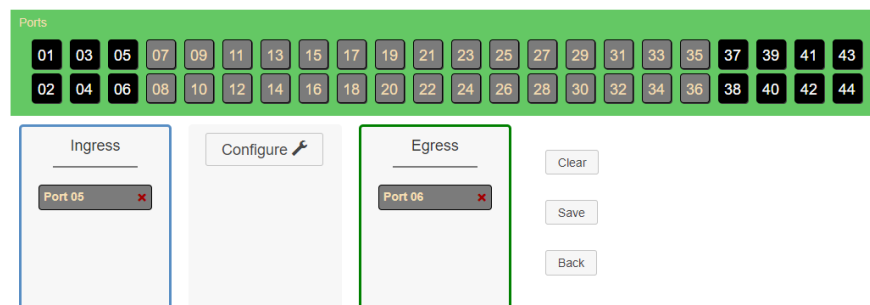 Ports
01 03 05 07 09 11 13 15 17 19 21 23 25 27 29 31 33 35 37 39 41 43
02 04 06 08 10 12 14 16 18 20 22 24 26 28 30 32 34 36 38 40 42 44
Ingress
Port 05
Configure
Egress
Port 06
Clear
Save
Back